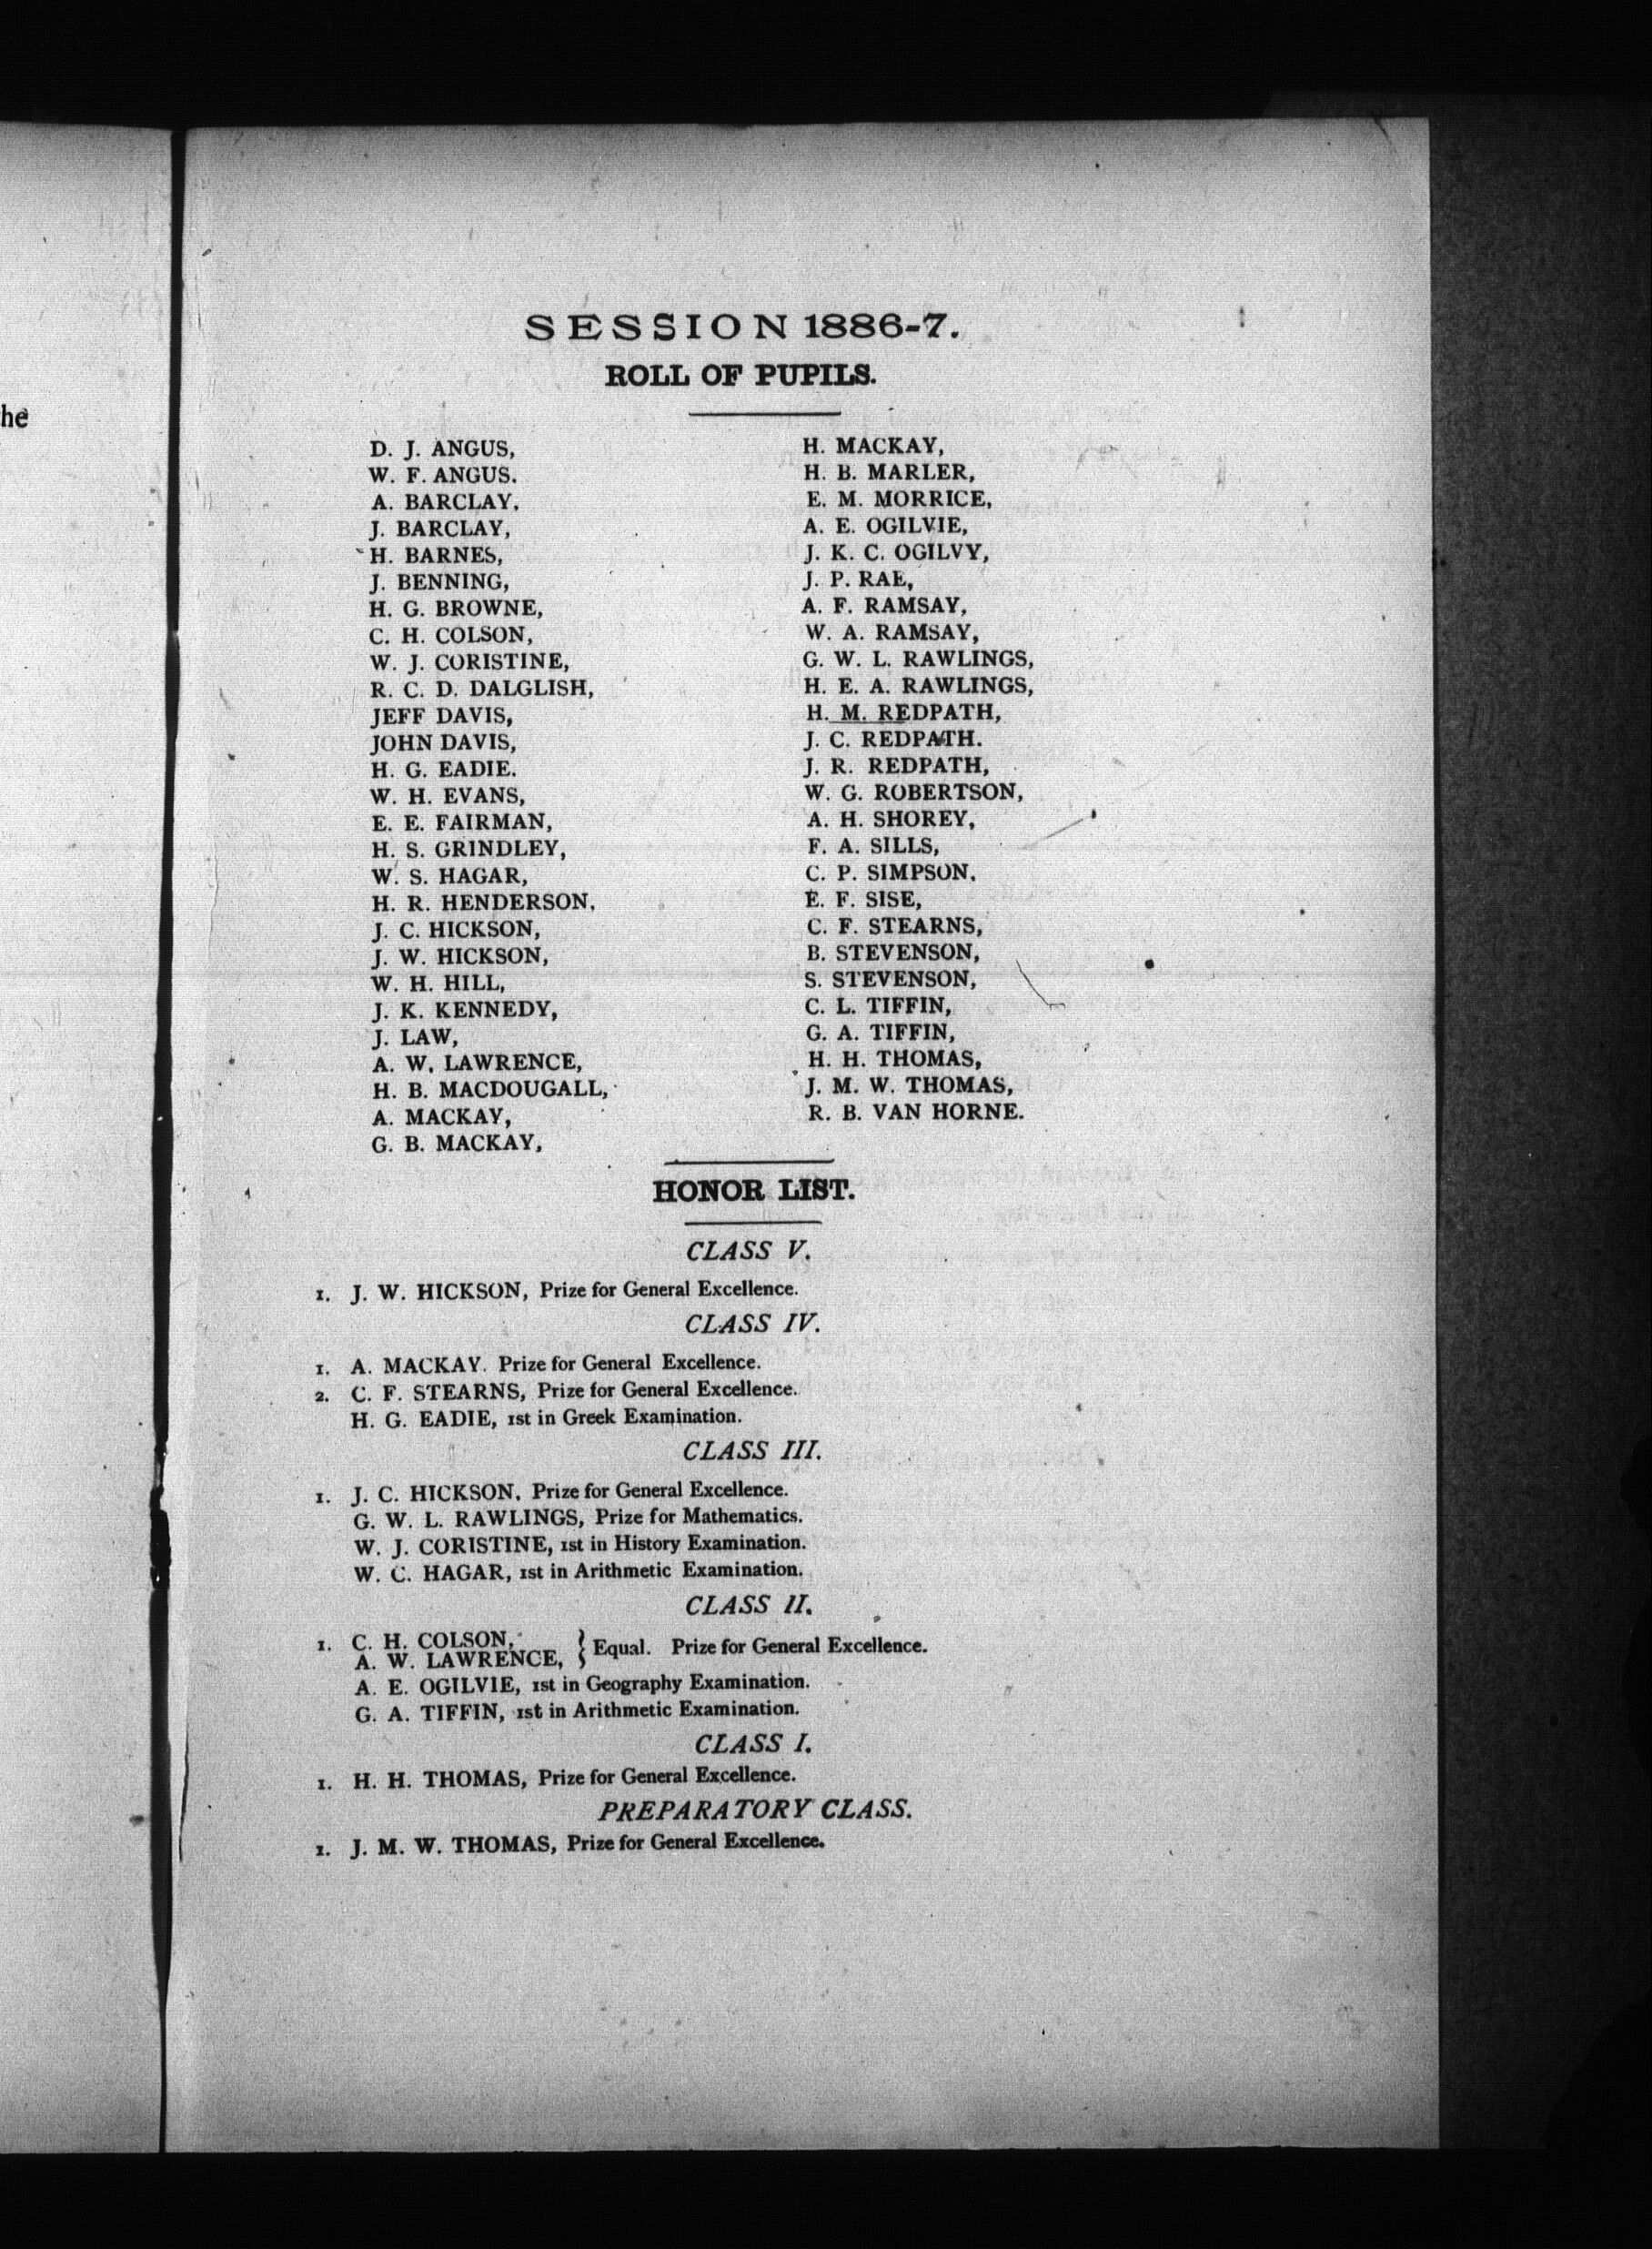 he
SESSION 1886-7.
ROLL OF PUPILS.
D. J. ANGUS,
W. F. ANGUS.
A. BARCLAY,
J. BARCLAY,
H. BARNES,
J. BENNING,
H. G. BROWNE,
C. H. COLSON,
W. J. CORISTINE,
R. C. D. DALGLISH,
JEFF DAVIS,
JOHN DAVIS,
H. G. EADIE.
W. H. EVANS,
E. E. FAIRMAN,
H. S. GRINDLEY,
W. S. HAGAR,
H. R. HENDERSON,
J. C. HICKSON,
J. W. HICKSON,
W. H. HILL,
J. K. KENNEDY,
J. LAW,
A. W. LAWRENCE,
H. B. MACDOUGALL,
A. MACKAY,
G. B. MACKAY,
H. MACKAY,
H. B. MARLER,
E. M. MORRICE,
A. E. OGILVIE,
J. K. C. OGILVY,
J. P. RAE,
A. F. RAMSAY,
W. A. RAMSAY,
G. W. L. RAWLINGS,
H. E. A. RAWLINGS,
H. M. REDPATH,
J. C. REDPATH.
J. R. REDPATH,
W. G. ROBERTSON,
A. H. SHOREY,
F. A. SILLS,
C. P. SIMPSON,
E. F. SISE,
C. F. STEARNS,
B. STEVENSON,
S. STEVENSON,
C. L. TIFFIN,
G. A. TIFFIN,
H. H. THOMAS,
J. M. W. THOMAS,
R. B. VAN HORNE.
HONOR LIST.
CLASS V.
1. J. W. HICKSON, Prize for General Excellence.
CLASS IV.
1. A. MACKAY. Prize for General Excellence.
2. C. F. STEARNS, Prize for General Excellence.
H. G. EADIE, 1st in Greek Examination.
CLASS III.
1. J. C. HICKSON, Prize for General Excellence.
G. W. L. RAWLINGS, Prize for Mathematics.
W. J. CORISTINE, 1st in History Examination.
W. C. HAGAR, 1st in Arithmetic Examination.
CLASS II.
1. C. H. COLSON,
A. W. LAWRENCE, } Equal. Prize for General Excellence.
A. E. OGILVIE, 1st in Geography Examination.
G. A. TIFFIN, 1st in Arithmetic Examination.
CLASS I.
1. H. H. THOMAS, Prize for General Excellence.
PREPARATORY CLASS.
1. J. M. W. THOMAS, Prize for General Excellence.